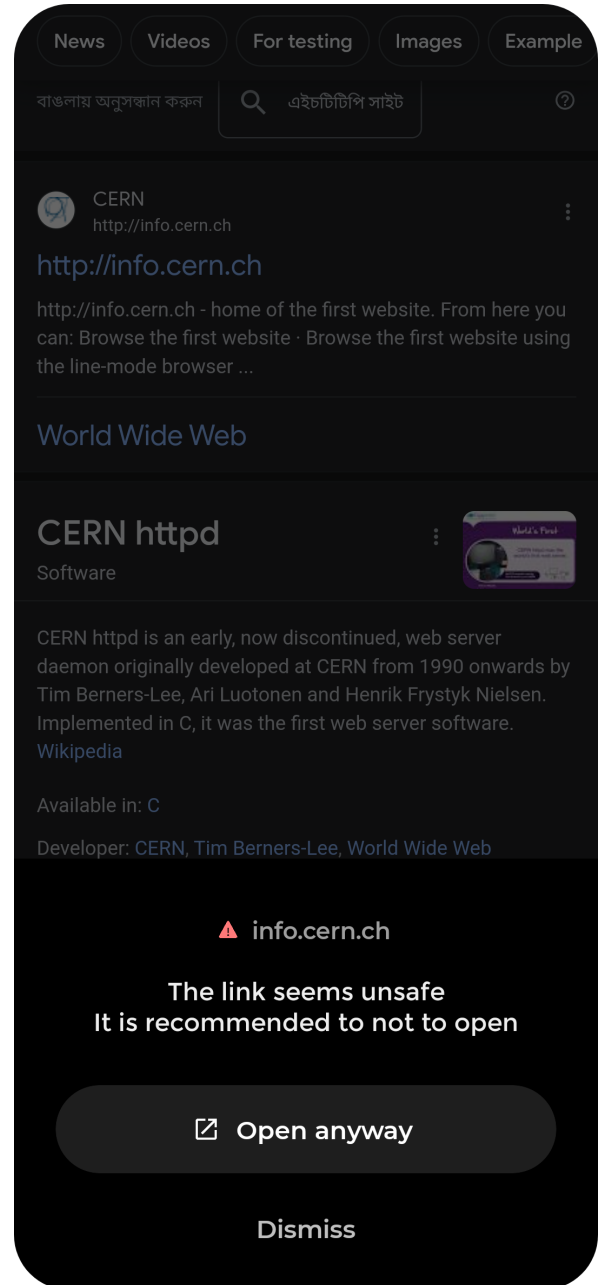 News Videos For testing Images Example
বাঙলায় অনুসন্ধান করুন এইচটিটিপি সাইট
CERN
http://info.cern.ch
http://info.cern.ch
http://info.cern.ch - home of the first website. From here you
can: Browse the first website · Browse the first website using
the line-mode browser ...
World Wide Web
CERN httpd
Software
World's First
CERN httpd is an early, now discontinued, web server
daemon originally developed at CERN from 1990 onwards by
Tim Berners-Lee, Ari Luotonen and Henrik Frystyk Nielsen.
Implemented in C, it was the first web server software.
Wikipedia
Available in: C
Developer: CERN, Tim Berners-Lee, World Wide Web
info.cern.ch
The link seems unsafe
It is recommended to not to open
Open anyway
Dismiss